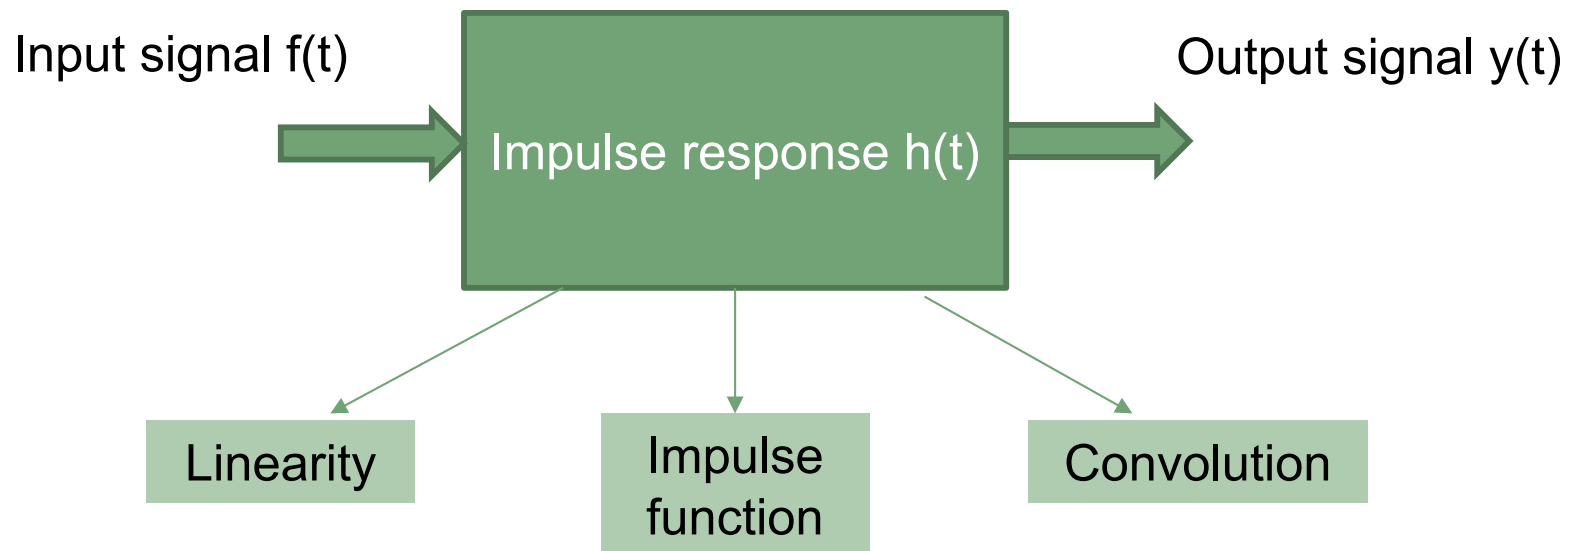 Input signal f(t)
Output signal y(t)
Impulse response h(t)
Linearity
Impulse
function
Convolution